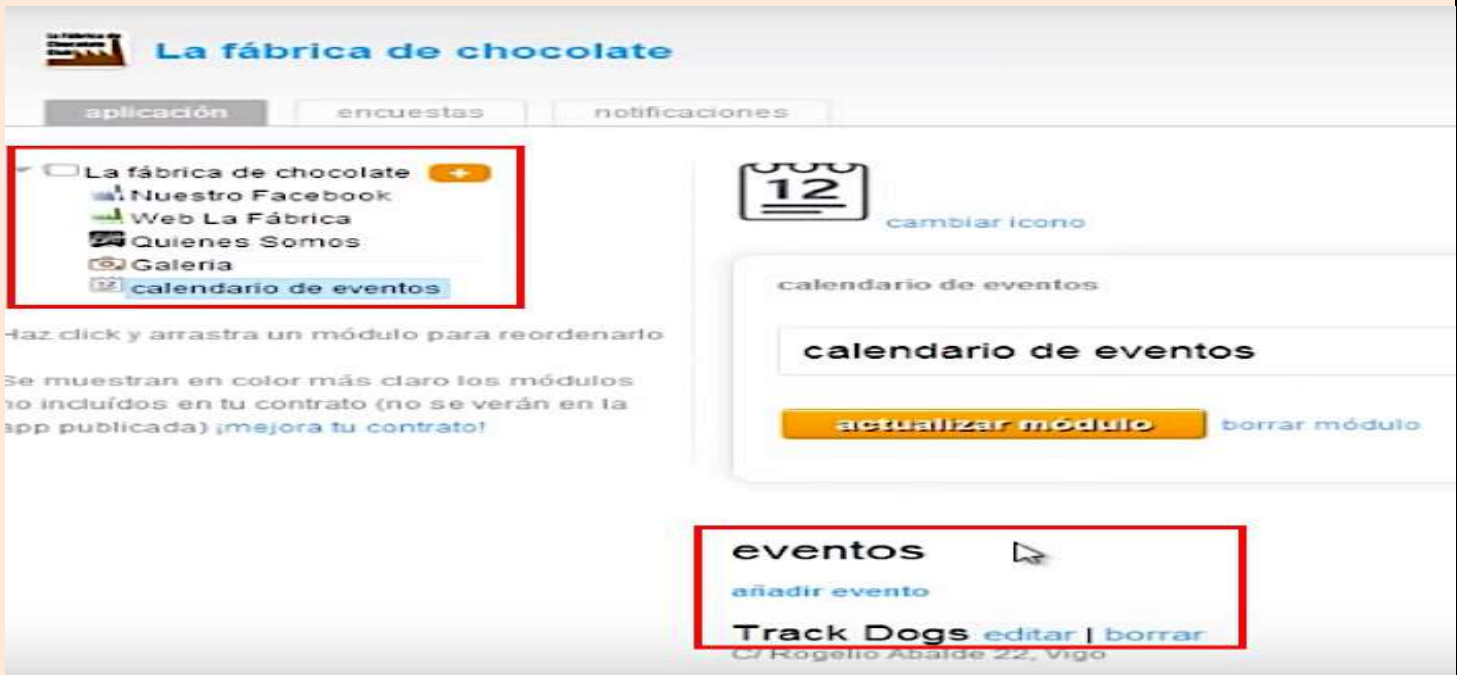 La fábrica de chocolate
aplicación encuestas notificaciones
La fábrica de chocolate +
Nuestro Facebook
Web La Fábrica
Quienes Somos
Galeria
calendario de eventos
Haz click y arrastra un módulo para reordenarlo
Se muestran en color más claro los módulos
no incluídos en tu contrato (no se verán en la
app publicada) ¡mejora tu contrato!
12
cambiar icono
calendario de eventos
calendario de eventos
actualizar módulo borrar módulo
eventos
añadir evento
Track Dogs editar | borrar
C/ Rogelio Abalde 22, Vigo